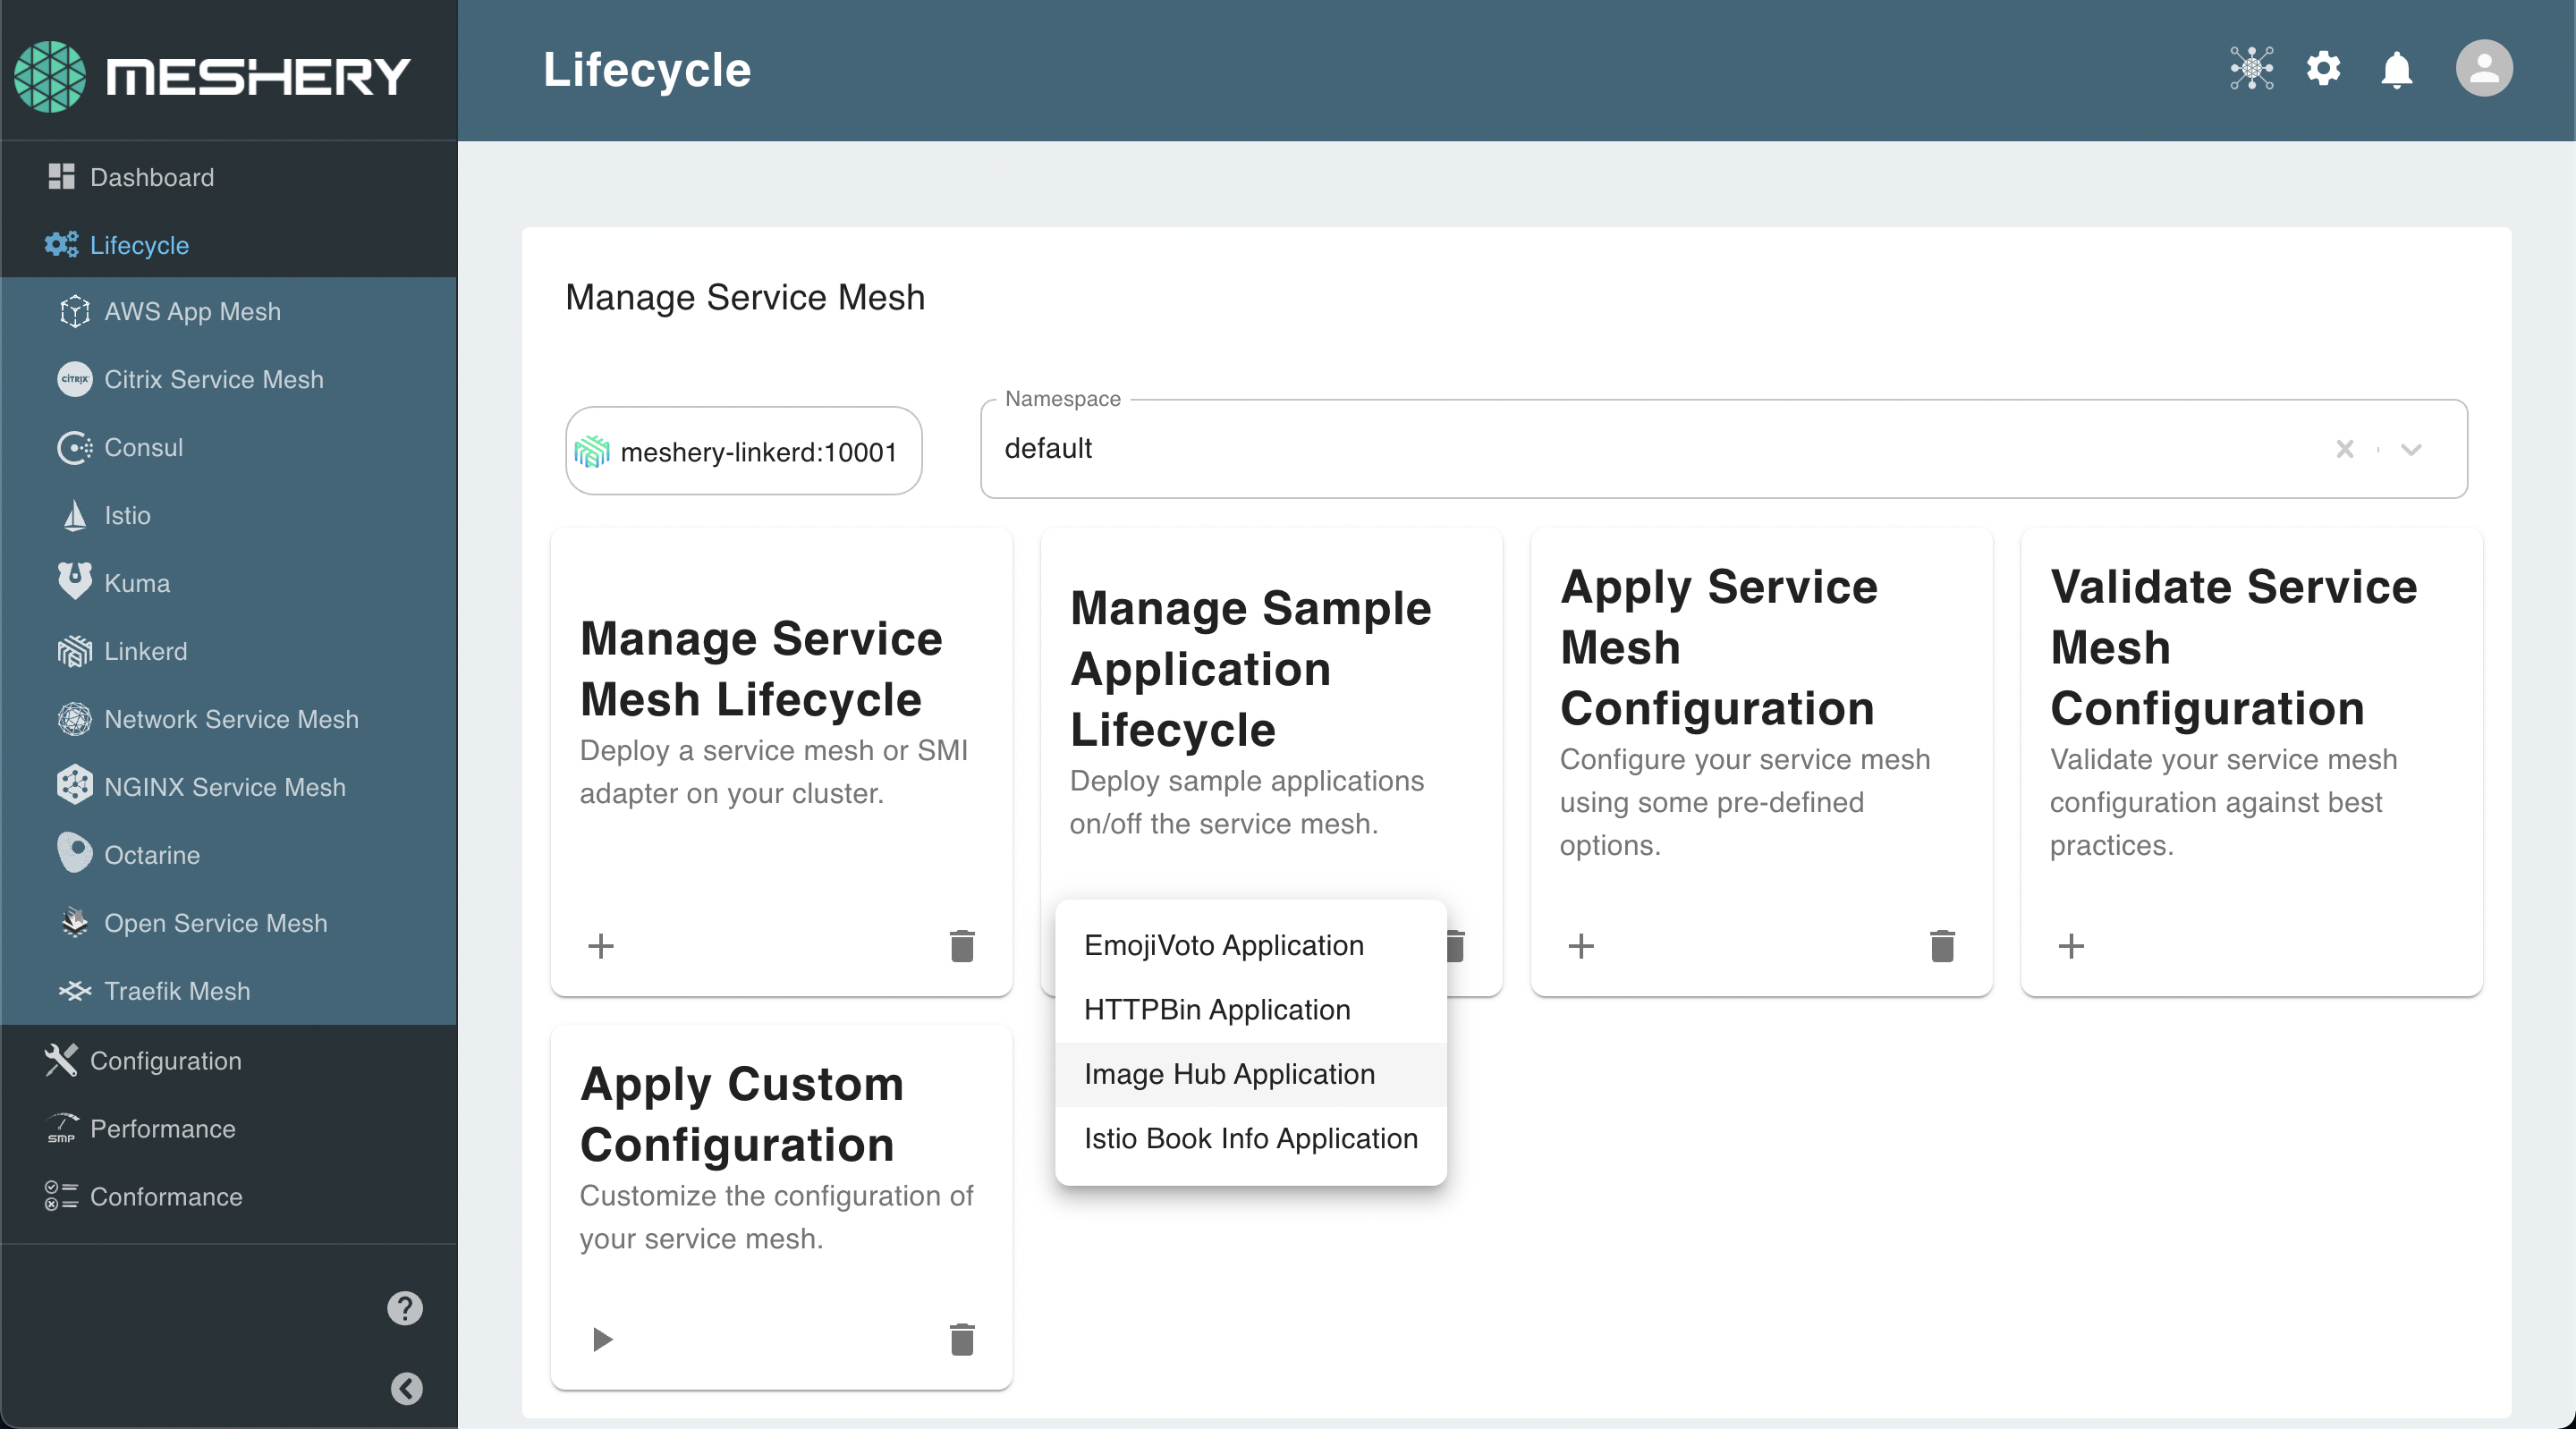 MESHERY
Lifecycle
Dashboard
Lifecycle
AWS App Mesh
CİTRIX
Citrix Service Mesh
Consul
Istio
Kuma
Linkerd
Network Service Mesh
NGINX Service Mesh
Octarine
Open Service Mesh
Traefik Mesh
Configuration
SMP
Performance
Conformance
?
Manage Service Mesh
meshery-linkerd:10001
Namespace
default
Manage Service
Mesh Lifecycle
Deploy a service mesh or SMI
adapter on your cluster.
Manage Sample
Application
Lifecycle
Deploy sample applications
on/off the service mesh.
Apply Service
Mesh
Configuration
Configure your service mesh
using some pre-defined
options.
Validate Service
Mesh
Configuration
Validate your service mesh
configuration against best
practices.
EmojiVoto Application
HTTPBin Application
Image Hub Application
Istio Book Info Application
Apply Custom
Configuration
Customize the configuration of
your service mesh.